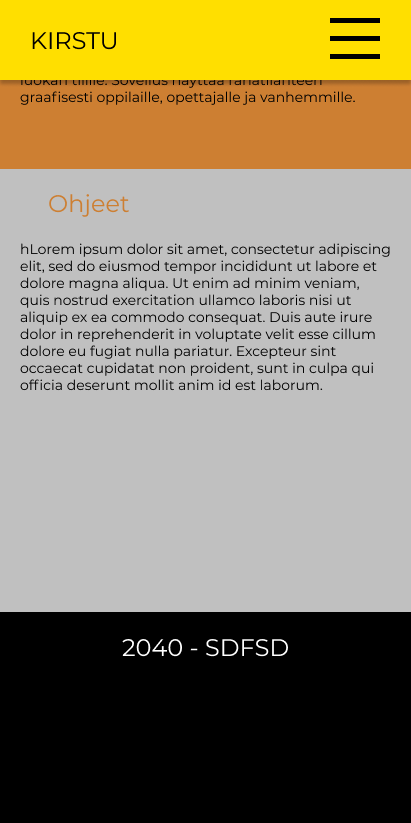 KIRSTU
luokan tilille. Sovellus näyttää rahatilanteen
graafisesti oppilaille, opettajalle ja vanhemmille.
Ohjeet
hLorem ipsum dolor sit amet, consectetur adipiscing
elit, sed do eiusmod tempor incididunt ut labore et
dolore magna aliqua. Ut enim ad minim veniam,
quis nostrud exercitation ullamco laboris nisi ut
aliquip ex ea commodo consequat. Duis aute irure
dolor in reprehenderit in voluptate velit esse cillum
dolore eu fugiat nulla pariatur. Excepteur sint
occaecat cupidatat non proident, sunt in culpa qui
officia deserunt mollit anim id est laborum.
2040 - SDFSD